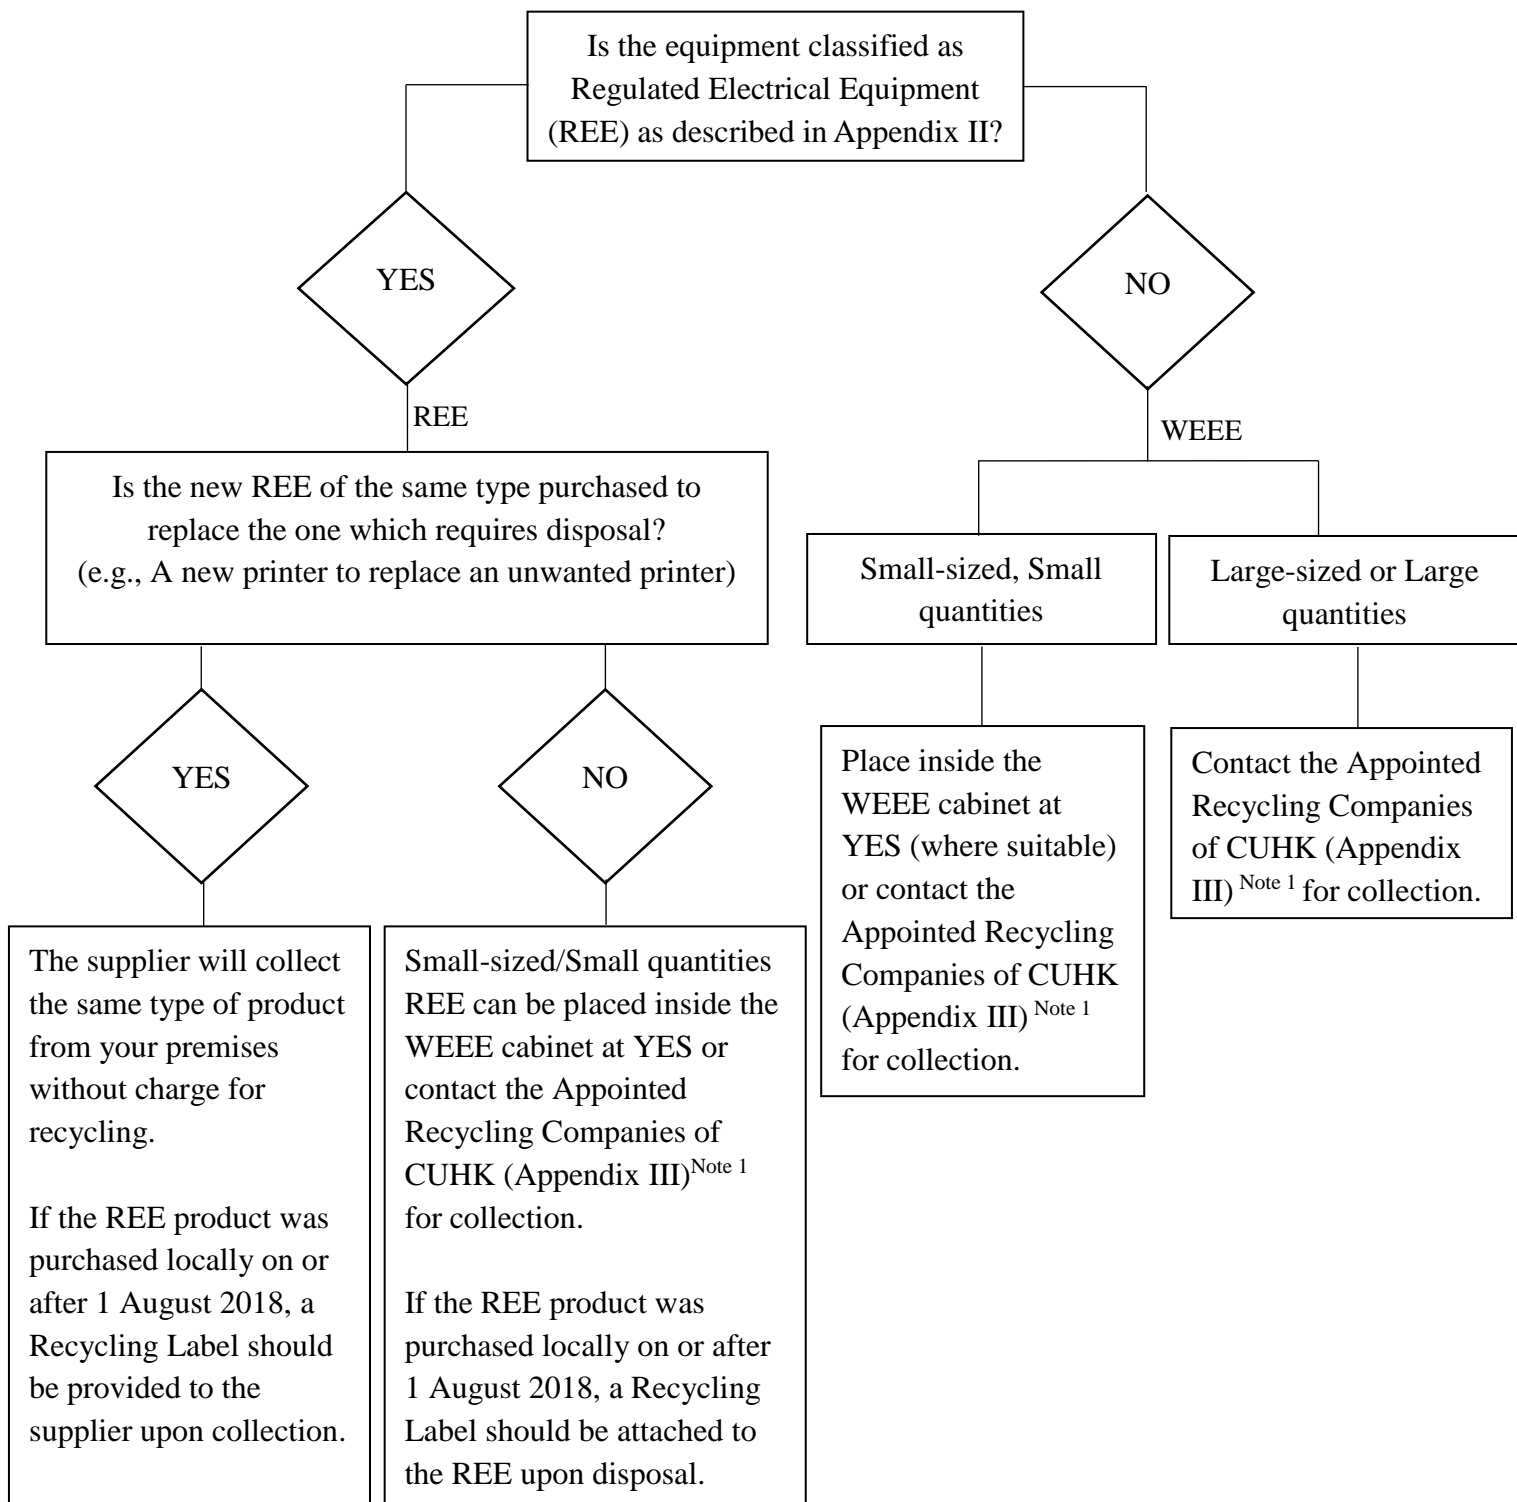 Is the equipment classified as
Regulated Electrical Equipment
(REE) as described in Appendix II?
YES
NO
REE
WEEE
Is the new REE of the same type purchased to
replace the one which requires disposal?
(e.g., A new printer to replace an unwanted printer)
Small-sized, Small
quantities
Large-sized or Large
quantities
YES
NO
Place inside the
WEEE cabinet at
YES (where suitable)
or contact the
Appointed Recycling
Companies of CUHK
(Appendix III) Note 1
for collection.
Contact the Appointed
Recycling Companies
of CUHK (Appendix
III) Note 1 for collection.
The supplier will collect
the same type of product
from your premises
without charge for
recycling.
If the REE product was
purchased locally on or
after 1 August 2018, a
Recycling Label should
be provided to the
supplier upon collection.
Small-sized/Small quantities
REE can be placed inside the
WEEE cabinet at YES or
contact the Appointed
Recycling Companies of
CUHK (Appendix III)Note 1
for collection.
If the REE product was
purchased locally on or after
1 August 2018, a Recycling
Label should be attached to
the REE upon disposal.